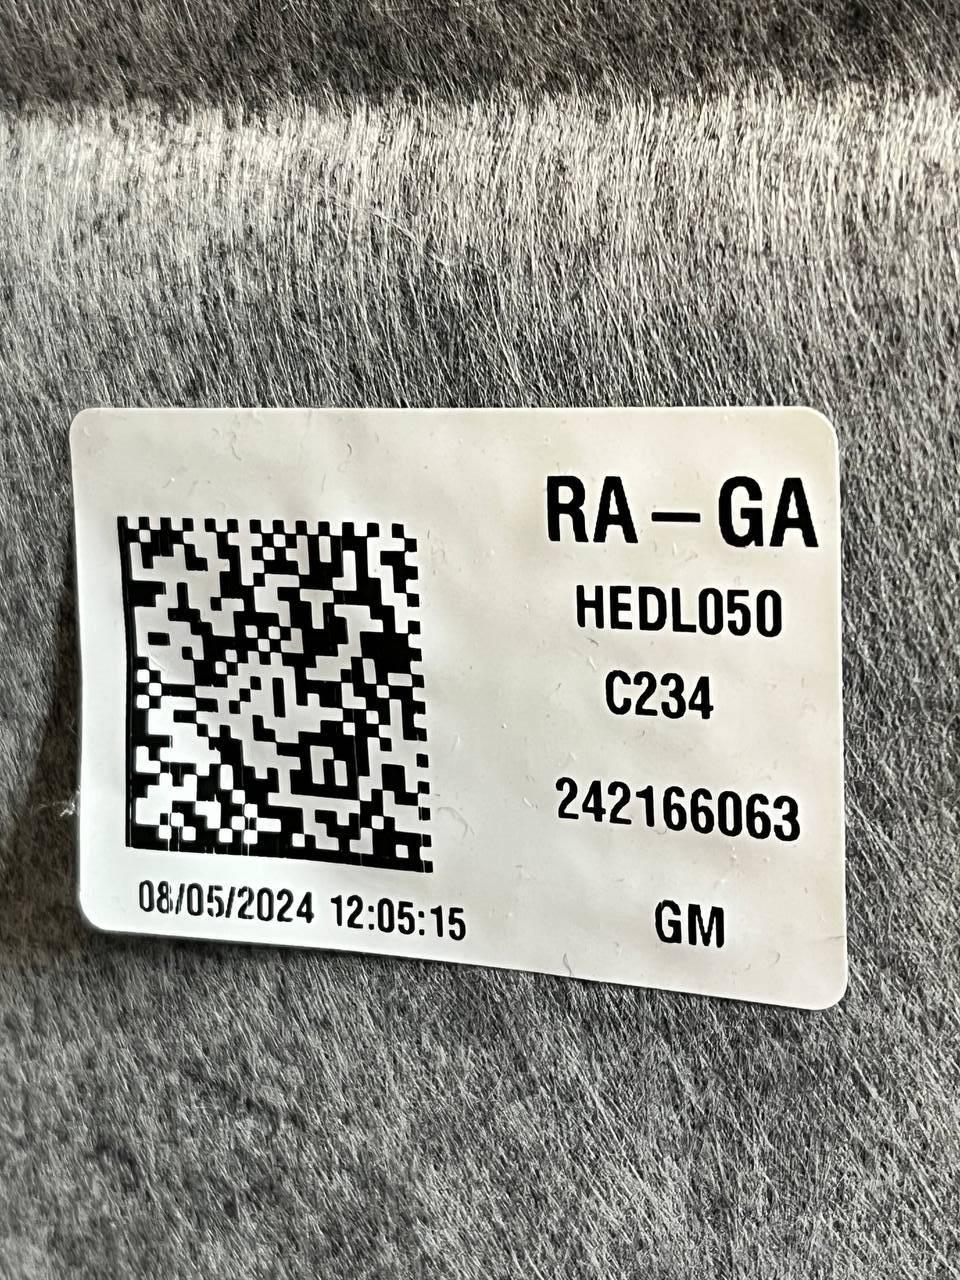 RA – GA
HEDL050
C234
242166063
GM
08/05/2024 12:05:15